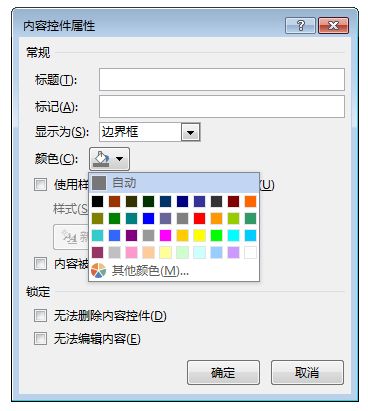 内容控件属性
常规
标题(T):
标记(A):
显示为(S): 边界框
颜色(C):
自动
使用样 (U)
样式(S
新
其他颜色(M)...
内容被
锁定
无法删除内容控件(D)
无法编辑内容(E)
确定 取消